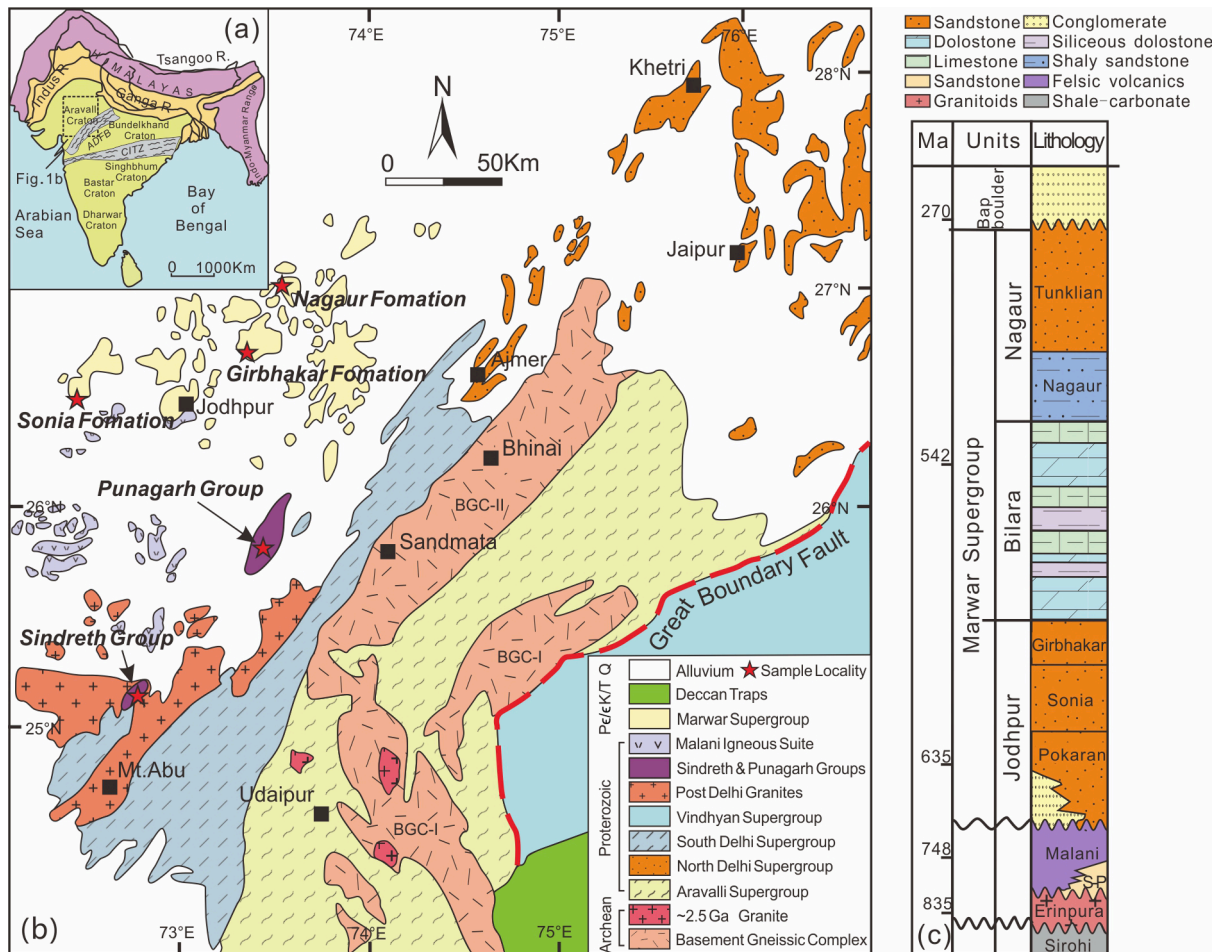 (a)
Tsangoo R.
HIMALAYAS
Indus R.
Ganga R.
Aravall
Craton
Bundelkhand
Craton
ADFB
CITZ
Singhbhum
Craton
Bastar
Craton
Dharwar
Craton
Fig.1b
Arabian
Sea
Bay
of
Bengal
0 1000Km
74°E
75°E
76°E
28°N
27°N
26°N
26°N
25°N
73°E
74°E
75°E
N
0 50Km
Khetri
Jaipur
Nagaur Fomation
Girbhakar Fomation
Ajmer
Sonia Fomation
Jodhpur
Bhinai
Punagarh Group
BGC-II
Sandmata
Great Boundary Fault
Sindreth Group
BGC-I
Mt.Abu
Udaipur
BGC-I
(b)
Pє/єK/T Q
Proterozoic
Archean
Alluvium Sample Locality
Deccan Traps
Marwar Supergroup
Malani Igneous Suite
Sindreth & Punagarh Groups
Post Delhi Granites
Vindhyan Supergroup
South Delhi Supergroup
North Delhi Supergroup
Aravalli Supergroup
~2.5Ga Granite
Basement Gneissic Complex
Sandstone Conglomerate
Dolostone Siliceous dolostone
Limestone Shaly sandstone
Sandstone Felsic volcanics
Granitoids Shale-carbonate
Ma Units Lithology
270
542
635
748
835
Bap
boulder
Marwar Supergroup
Nagaur
Bilara
Jodhpur
Tunklian
Nagaur
Girbhakar
Sonia
Pokaran
Malani
SP
Erinpura
Sirohi
(c)